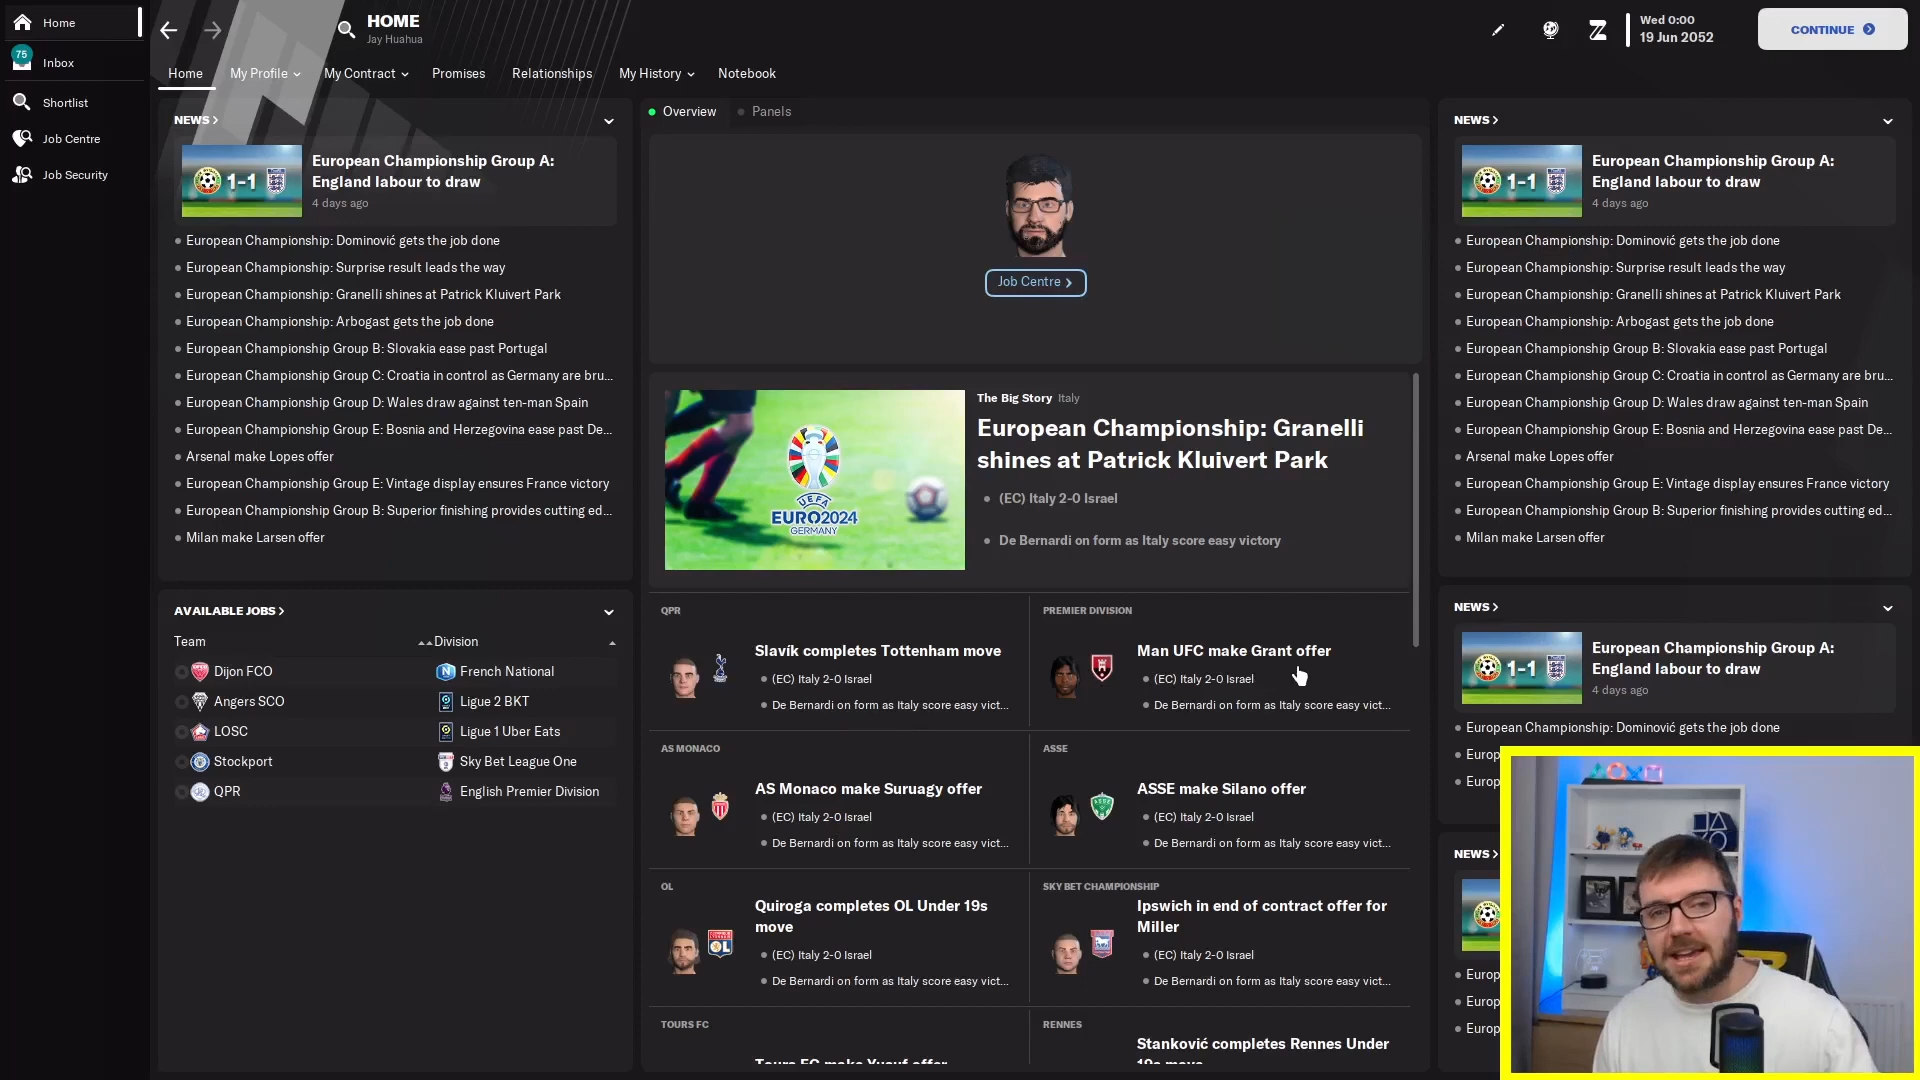 Home
75
Inbox
Shortlist
Job Centre
Job Security
HOME
Jay Huahua
Wed 0:00
19 Jun 2052
CONTINUE
Home
My Profile
My Contract
Promises
Relationships
My History
Notebook
NEWS >
1-1
European Championship Group A:
England labour to draw
4 days ago
European Championship: Dominović gets the job done
European Championship: Surprise result leads the way
European Championship: Granelli shines at Patrick Kluivert Park
European Championship: Arbogast gets the job done
European Championship Group B: Slovakia ease past Portugal
European Championship Group C: Croatia in control as Germany are bru...
European Championship Group D: Wales draw against ten-man Spain
European Championship Group E: Bosnia and Herzegovina ease past De...
Arsenal make Lopes offer
European Championship Group E: Vintage display ensures France victory
European Championship Group B: Superior finishing provides cutting ed...
Milan make Larsen offer
AVAILABLE JOBS >
Team
Division
Dijon FCO
French National
Angers SCO
Ligue 2 BKT
LOSC
Ligue 1 Uber Eats
Stockport
Sky Bet League One
QPR
English Premier Division
Overview
Panels
Job Centre >
UEFA
EURO2024
GERMANY
The Big Story Italy
European Championship: Granelli
shines at Patrick Kluivert Park
(EC) Italy 2-0 Israel
De Bernardi on form as Italy score easy victory
QPR
Slavík completes Tottenham move
(EC) Italy 2-0 Israel
De Bernardi on form as Italy score easy vict...
PREMIER DIVISION
Man UFC make Grant offer
(EC) Italy 2-0 Israel
De Bernardi on form as Italy score easy vict...
AS MONACO
AS Monaco make Suruagy offer
(EC) Italy 2-0 Israel
De Bernardi on form as Italy score easy vict...
ASSE
ASSE make Silano offer
(EC) Italy 2-0 Israel
De Bernardi on form as Italy score easy vict...
OL
Quiroga completes OL Under 19s
move
(EC) Italy 2-0 Israel
De Bernardi on form as Italy score easy vict...
SKY BET CHAMPIONSHIP
Ipswich in end of contract offer for
Miller
(EC) Italy 2-0 Israel
De Bernardi on form as Italy score easy vict...
TOURS FC
Tours FC make Yusuf offer
RENNES
Stanković completes Rennes Under
19s move
NEWS >
1-1
European Championship Group A:
England labour to draw
4 days ago
European Championship: Dominović gets the job done
European Championship: Surprise result leads the way
European Championship: Granelli shines at Patrick Kluivert Park
European Championship: Arbogast gets the job done
European Championship Group B: Slovakia ease past Portugal
European Championship Group C: Croatia in control as Germany are bru...
European Championship Group D: Wales draw against ten-man Spain
European Championship Group E: Bosnia and Herzegovina ease past De...
Arsenal make Lopes offer
European Championship Group E: Vintage display ensures France victory
European Championship Group B: Superior finishing provides cutting ed...
Milan make Larsen offer
NEWS >
1-1
European Championship Group A:
England labour to draw
4 days ago
European Championship: Dominović gets the job done
Europ
Europ
NEWS >
Europ
Europ
Europ